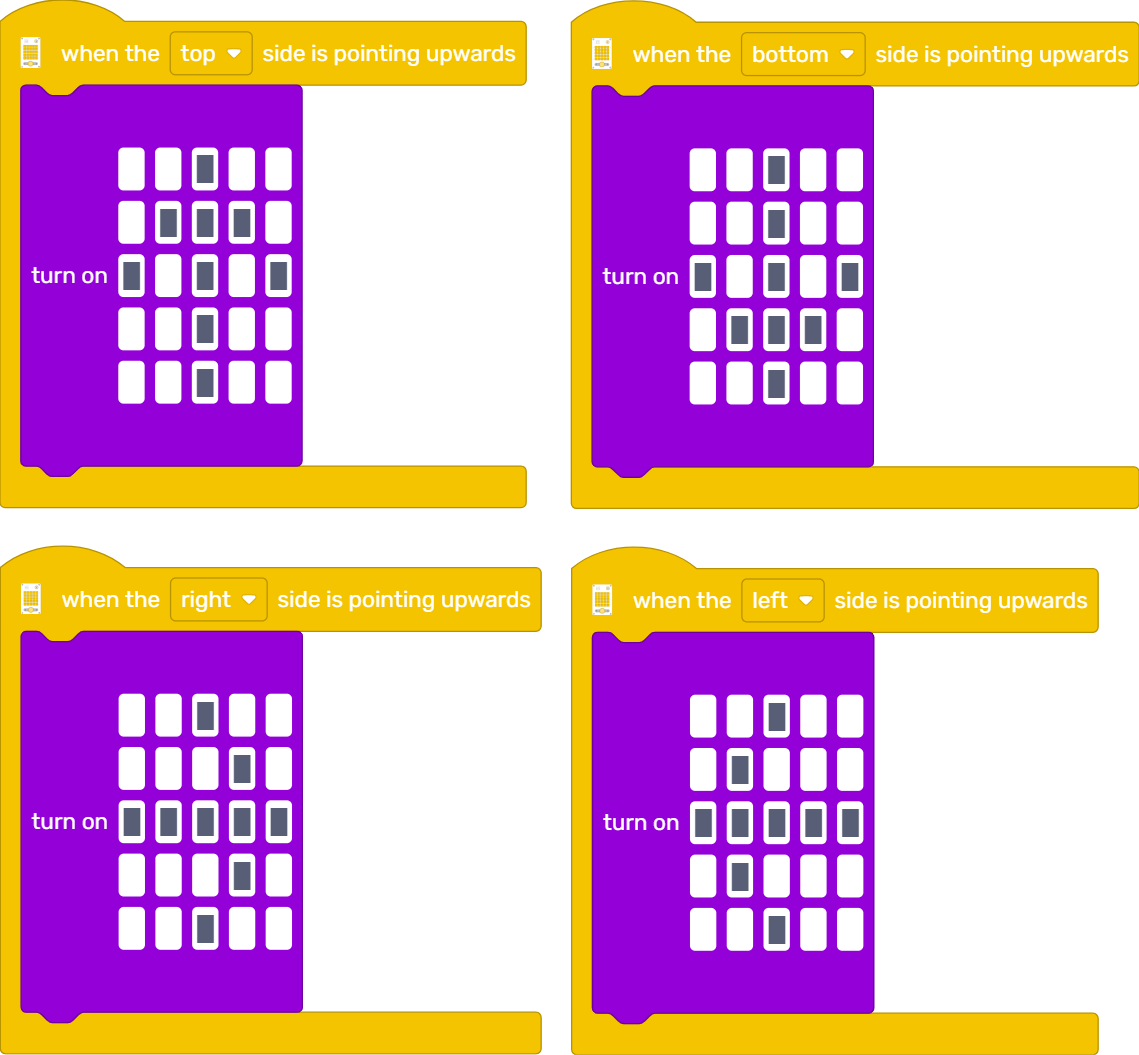 when the top side is pointing upwards
turn on
when the bottom side is pointing upwards
turn on
when the right side is pointing upwards
turn on
when the left side is pointing upwards
turn on